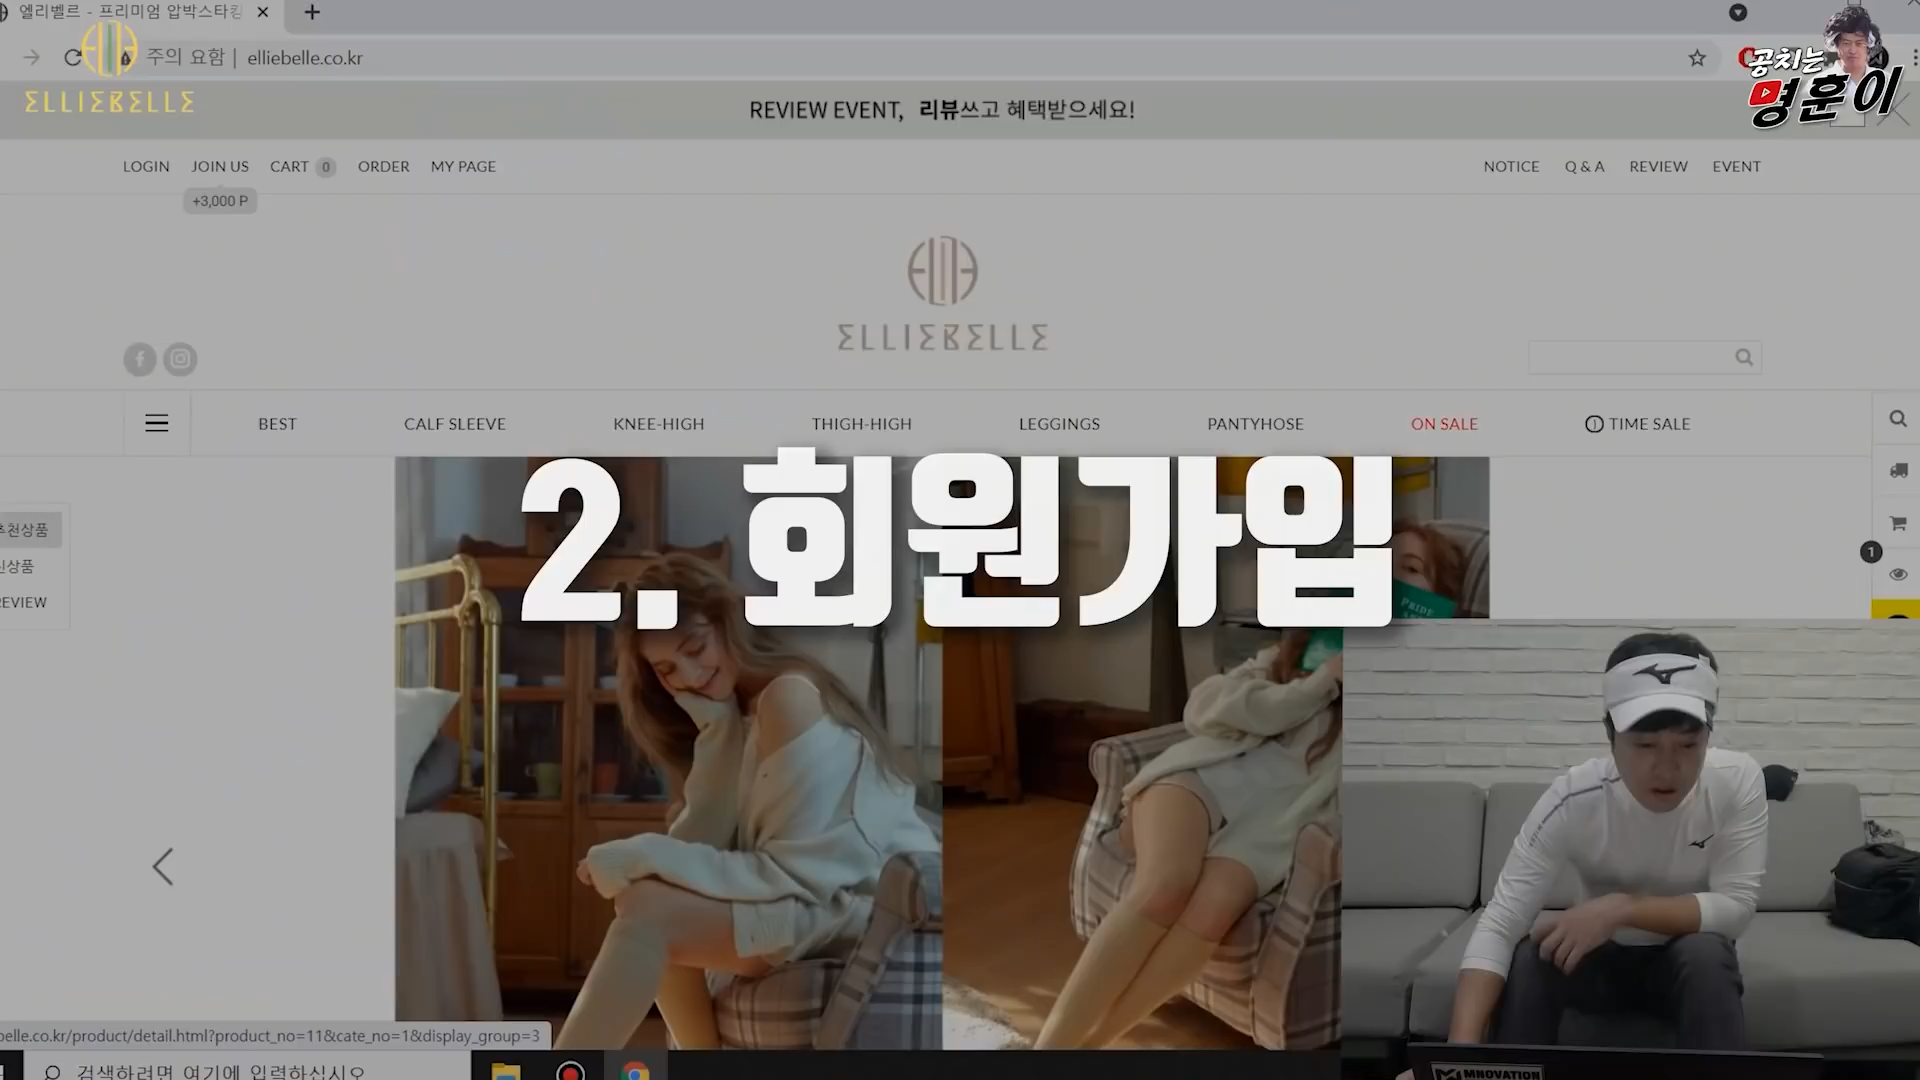 엘리벨르 - 프리미엄 압박스타킹
주의 요함 | elliebelle.co.kr
ELLIEBELLE
REVIEW EVENT, 리뷰쓰고 혜택받으세요!
공치는
명훈이
LOGIN JOIN US CART 0 ORDER MY PAGE
NOTICE Q & A REVIEW EVENT
+3,000 P
ELLIEBELLE
BEST CALF SLEEVE KNEE-HIGH THIGH-HIGH LEGGINGS PANTYHOSE ON SALE TIME SALE
2. 회원가입
추천상품
신상품
REVIEW
1
PRIDE
belle.co.kr/product/detail.html?product_no=11&cate_no=1&display_group=3
검색하려면 여기에 입력하십시오
MNOVATION